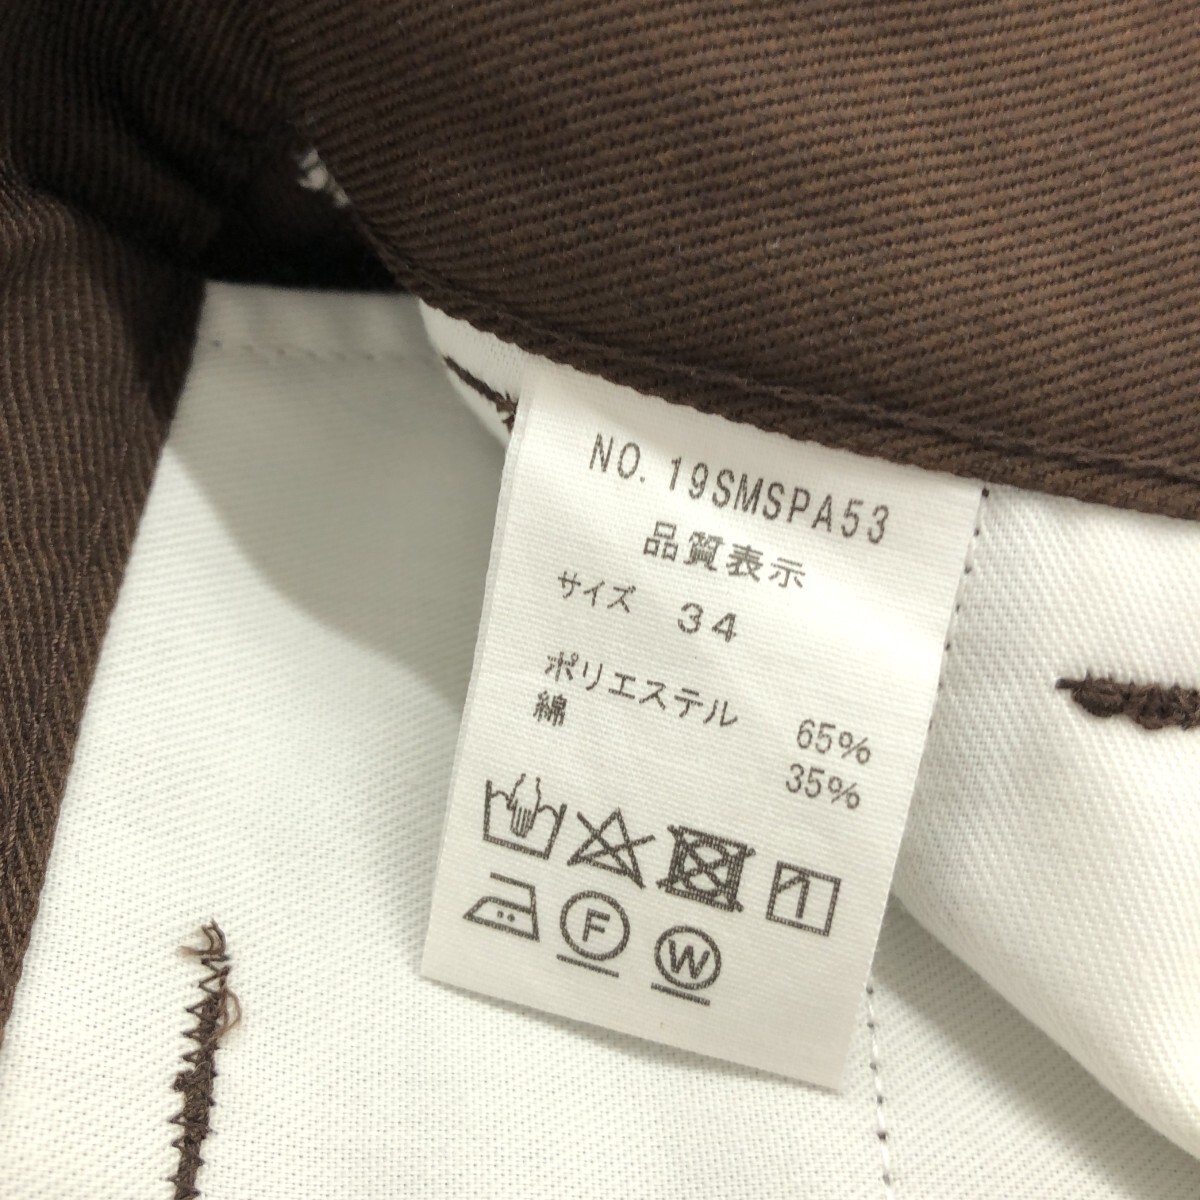 NO. 19SMSPA53
品質表示
サイズ 34
ポリエステル 65%
綿 35%
F
W